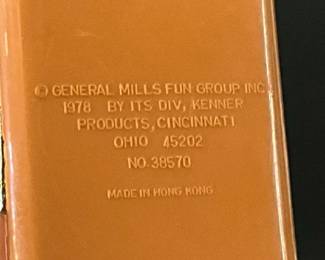 © GENERAL MILLS FUN GROUP INC
1978 BY ITS DIV, KENNER
PRODUCTS, CINCINNATI
OHIO 45202
NO. 38570
MADE IN HONG KONG